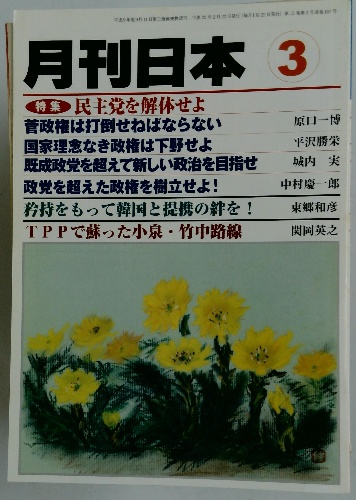 月刊日本 3
特集 民主党を解体せよ
菅政権は打倒せねばならない 原口一博
国家理念なき政権は下野せよ 平沢勝栄
既成政党を超えて新しい政治を目指せ 城内 実
政党を超えた政権を樹立せよ! 中村慶一郎
矜持をもって韓国と提携の絆を! 東郷和彦
TPPで蘇った小泉・竹中路線 関岡英之